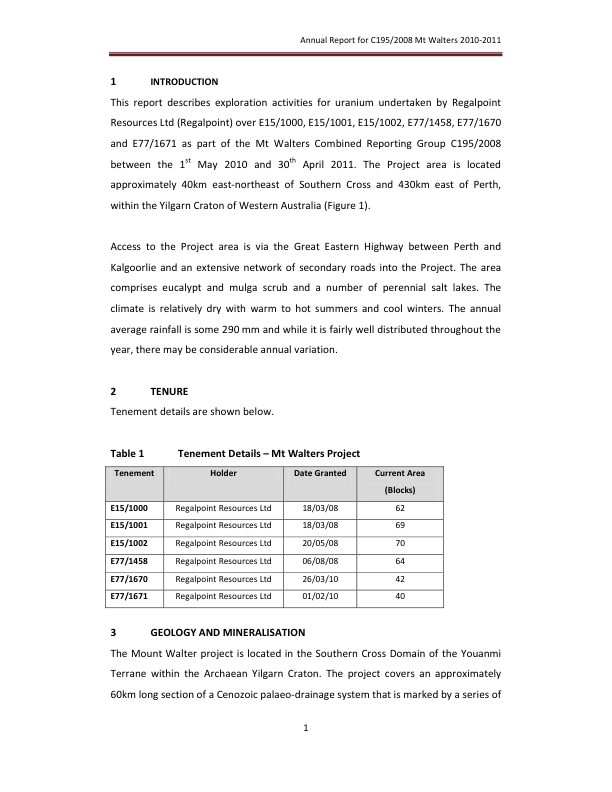 Annual Report for C195/2008 Mt Walters 2010-2011
1 INTRODUCTION
This report describes exploration activities for uranium undertaken by Regalpoint
Resources Ltd (Regalpoint) over E15/1000, E15/1001, E15/1002, E77/1458, E77/1670
and E77/1671 as part of the Mt Walters Combined Reporting Group C195/2008
between the 1st May 2010 and 30th April 2011. The Project area is located
approximately 40km east-northeast of Southern Cross and 430km east of Perth,
within the Yilgarn Craton of Western Australia (Figure 1).
Access to the Project area is via the Great Eastern Highway between Perth and
Kalgoorlie and an extensive network of secondary roads into the Project. The area
comprises eucalypt and mulga scrub and a number of perennial salt lakes. The
climate is relatively dry with warm to hot summers and cool winters. The annual
average rainfall is some 290 mm and while it is fairly well distributed throughout the
year, there may be considerable annual variation.
2 TENURE
Tenement details are shown below.
Table 1 Tenement Details – Mt Walters Project
Tenement Holder Date Granted Current Area
(Blocks)
E15/1000 Regalpoint Resources Ltd 18/03/08 62
E15/1001 Regalpoint Resources Ltd 18/03/08 69
E15/1002 Regalpoint Resources Ltd 20/05/08 70
E77/1458 Regalpoint Resources Ltd 06/08/08 64
E77/1670 Regalpoint Resources Ltd 26/03/10 42
E77/1671 Regalpoint Resources Ltd 01/02/10 40
3 GEOLOGY AND MINERALISATION
The Mount Walter project is located in the Southern Cross Domain of the Youanmi
Terrane within the Archaean Yilgarn Craton. The project covers an approximately
60km long section of a Cenozoic palaeo-drainage system that is marked by a series of
1